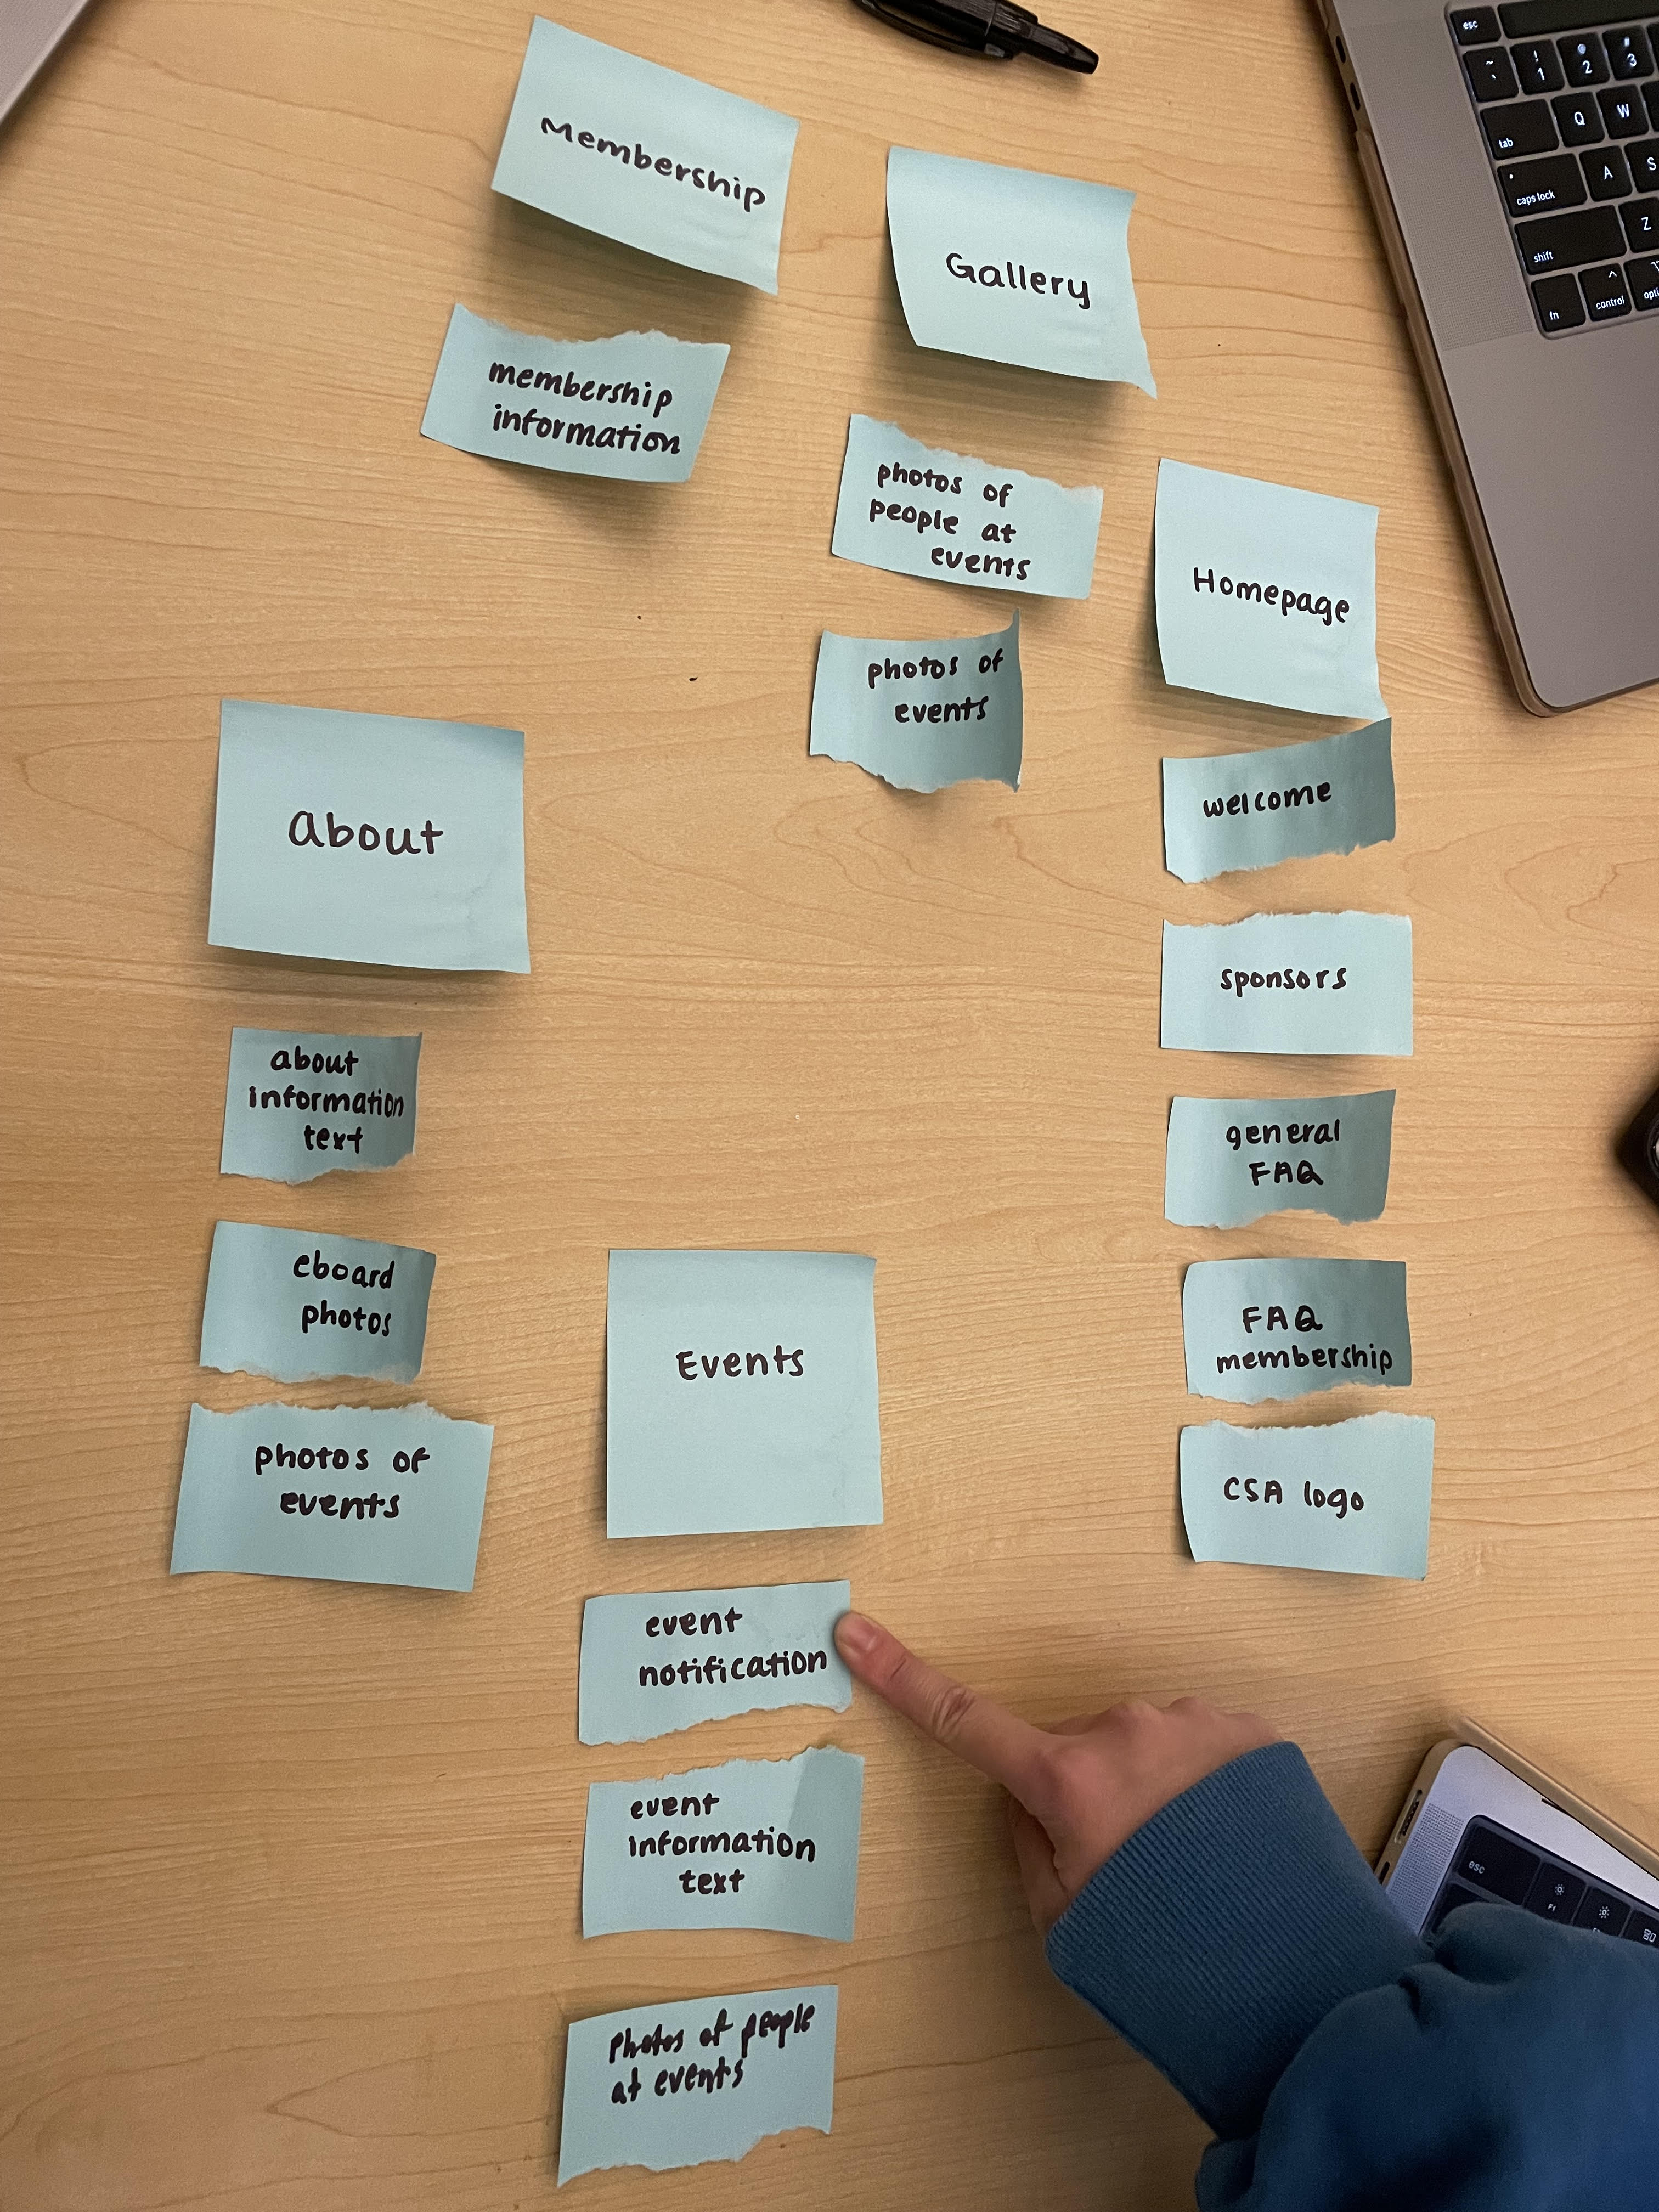 Membership
membership
information
Gallery
photos of
people at
events
photos of
events
Homepage
welcome
sponsors
general
FAQ
FAQ
membership
CSA logo
About
about
information
text
eboard
photos
photos of
events
Events
event
notification
event
information
text
Photos of people
at events
esc
~
`
!
1
@
2
#
3
tab
Q
W
caps lock
A
S
shift
Z
fn
control
esc
F1